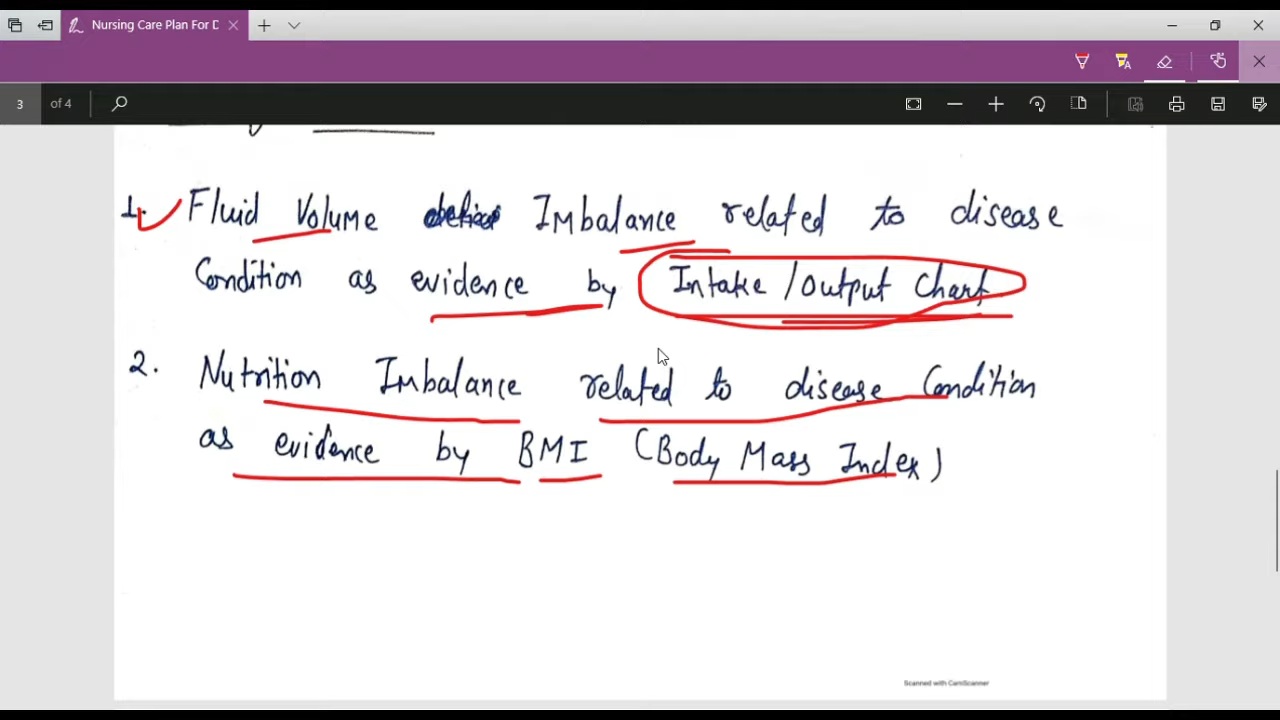 Nursing Care Plan For D
3 of 4
1. Fluid Volume Imbalance related to disease
Condition as evidence by Intake / Output Chart
2. Nutrition Imbalance related to disease Condition
as evidence by BMI (Body Mass Index)
Scanned with CamScanner